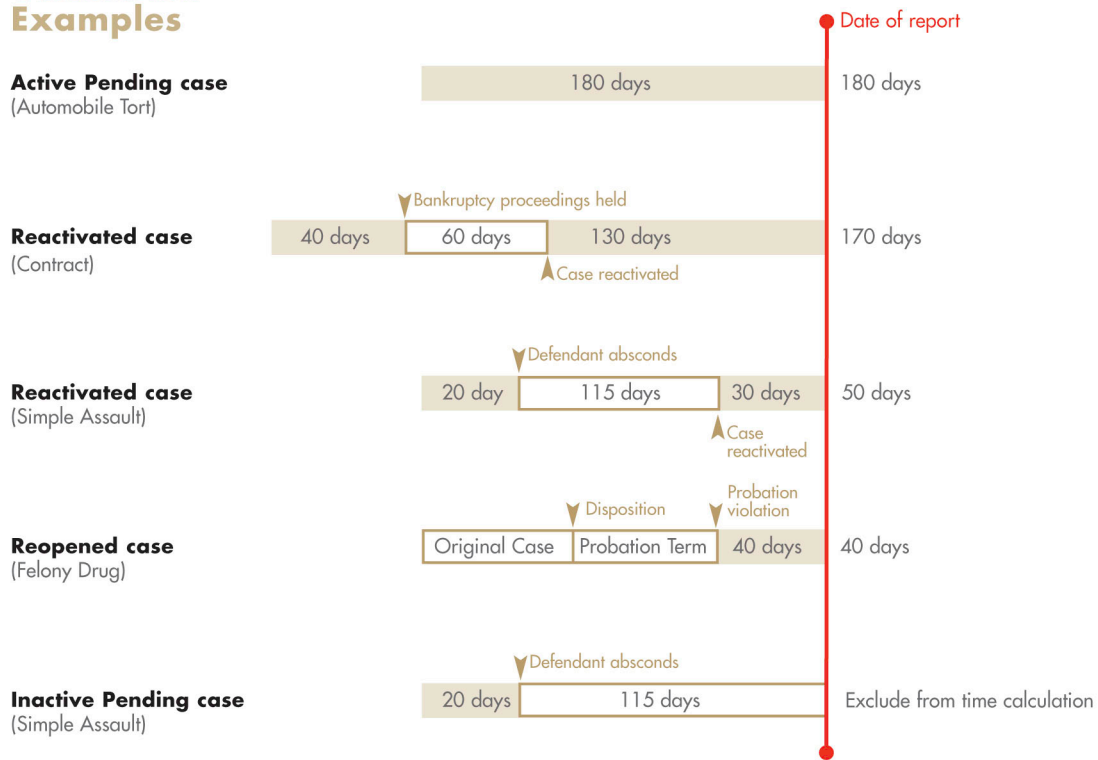 Examples
Date of report
Active Pending case
(Automobile Tort)
180 days
180 days
Bankruptcy proceedings held
Reactivated case
(Contract)
40 days
60 days
130 days
170 days
Case reactivated
Defendant absconds
Reactivated case
(Simple Assault)
20 day
115 days
30 days
50 days
Case
reactivated
Disposition
Probation
violation
Reopened case
(Felony Drug)
Original Case
Probation Term
40 days
40 days
Defendant absconds
Inactive Pending case
(Simple Assault)
20 days
115 days
Exclude from time calculation